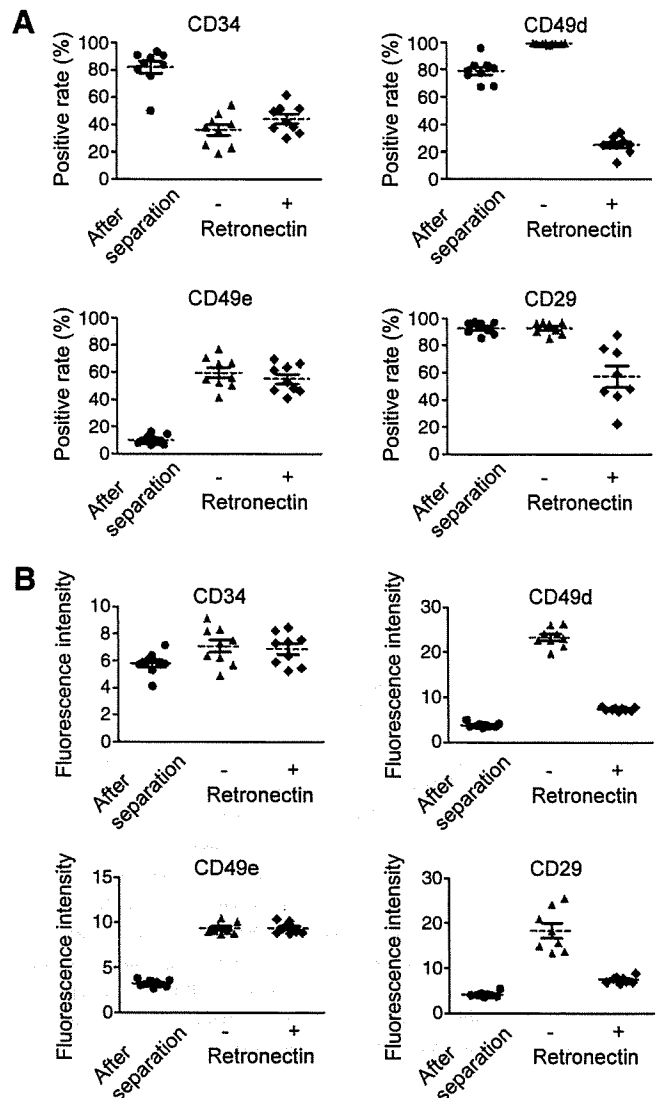 A
CD34
Positive rate (%)
100
80
60
40
20
0
After separation
-
+
Retronectin
CD49d
Positive rate (%)
100
80
60
40
20
0
After separation
-
+
Retronectin
CD49e
Positive rate (%)
100
80
60
40
20
0
After separation
-
+
Retronectin
CD29
Positive rate (%)
100
80
60
40
20
0
After separation
-
+
Retronectin
B
CD34
Fluorescence intensity
10
8
6
4
2
0
After separation
-
+
Retronectin
CD49d
Fluorescence intensity
30
20
10
0
After separation
-
+
Retronectin
CD49e
Fluorescence intensity
15
10
5
0
After separation
-
+
Retronectin
CD29
Fluorescence intensity
30
20
10
0
After separation
-
+
Retronectin